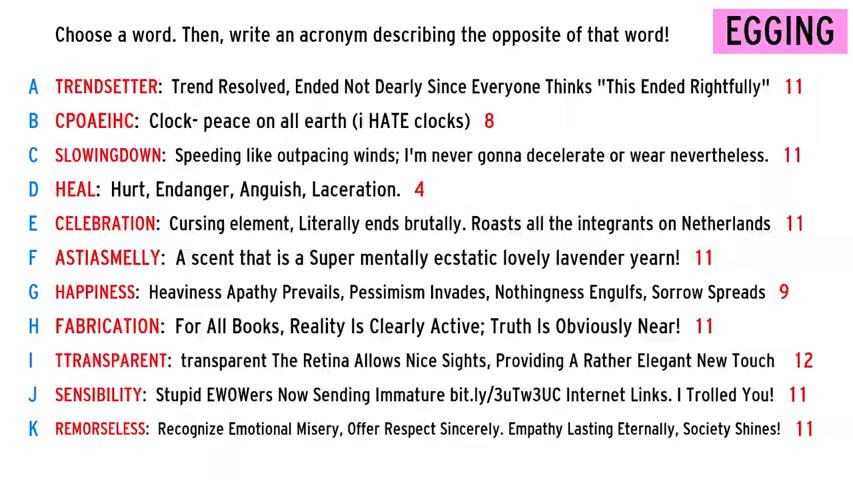 Choose a word. Then, write an acronym describing the opposite of that word!
EGGING
A TRENDSETTER: Trend Resolved, Ended Not Dearly Since Everyone Thinks "This Ended Rightfully" 11
B CPOAEIHC: Clock- peace on all earth (i HATE clocks) 8
C SLOWINGDOWN: Speeding like outpacing winds; I'm never gonna decelerate or wear nevertheless. 11
D HEAL: Hurt, Endanger, Anguish, Laceration. 4
E CELEBRATION: Cursing element, Literally ends brutally. Roasts all the integrants on Netherlands 11
F ASTIASMELLY: A scent that is a Super mentally ecstatic lovely lavender yearn! 11
G HAPPINESS: Heaviness Apathy Prevails, Pessimism Invades, Nothingness Engulfs, Sorrow Spreads 9
H FABRICATION: For All Books, Reality Is Clearly Active; Truth Is Obviously Near! 11
I TTRANSPARENT: transparent The Retina Allows Nice Sights, Providing A Rather Elegant New Touch 12
J SENSIBILITY: Stupid EWOWers Now Sending Immature bit.ly/3uTw3UC Internet Links. I Trolled You! 11
K REMORSELESS: Recognize Emotional Misery, Offer Respect Sincerely. Empathy Lasting Eternally, Society Shines! 11